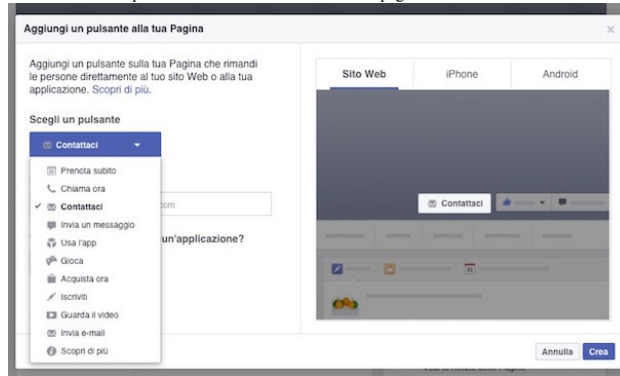 Aggiungi un pulsante alla tua Pagina
Aggiungi un pulsante sulla tua Pagina che rimandi
le persone direttamente al tuo sito Web o alla tua
applicazione. Scopri di più.
Scegli un pulsante
Contattaci
Prenota subito
Chiama ora
Contattaci
Invia un messaggio
Usa l'app
Gioca
Acquista ora
Iscriviti
Guarda il video
Invia e-mail
Scopri di più
com
un'applicazione?
Sito Web
iPhone
Android
Contattaci
31
Annulla
Crea